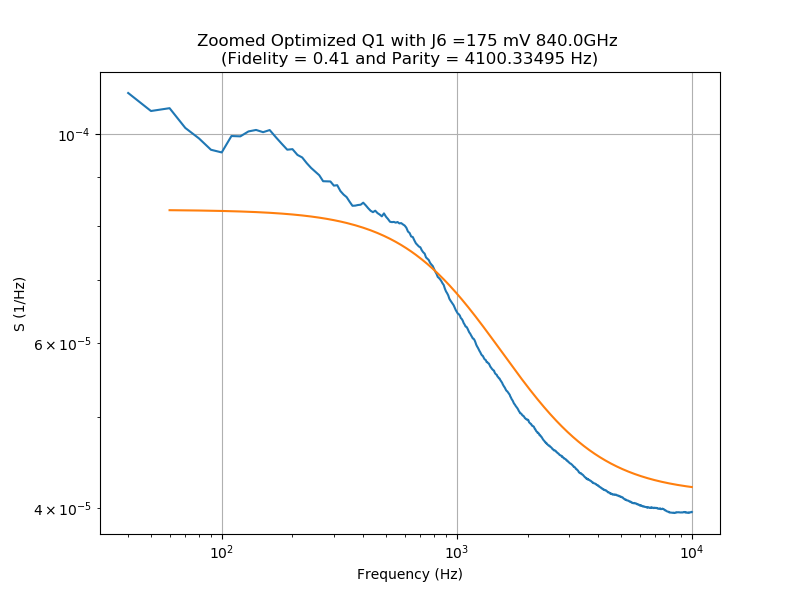 Zoomed Optimized Q1 with J6 =175 mV 840.0GHz
(Fidelity = 0.41 and Parity = 4100.33495 Hz)
S (1/Hz)
10⁻⁴
6 × 10⁻⁵
4 × 10⁻⁵
10² 10³ 10⁴
Frequency (Hz)